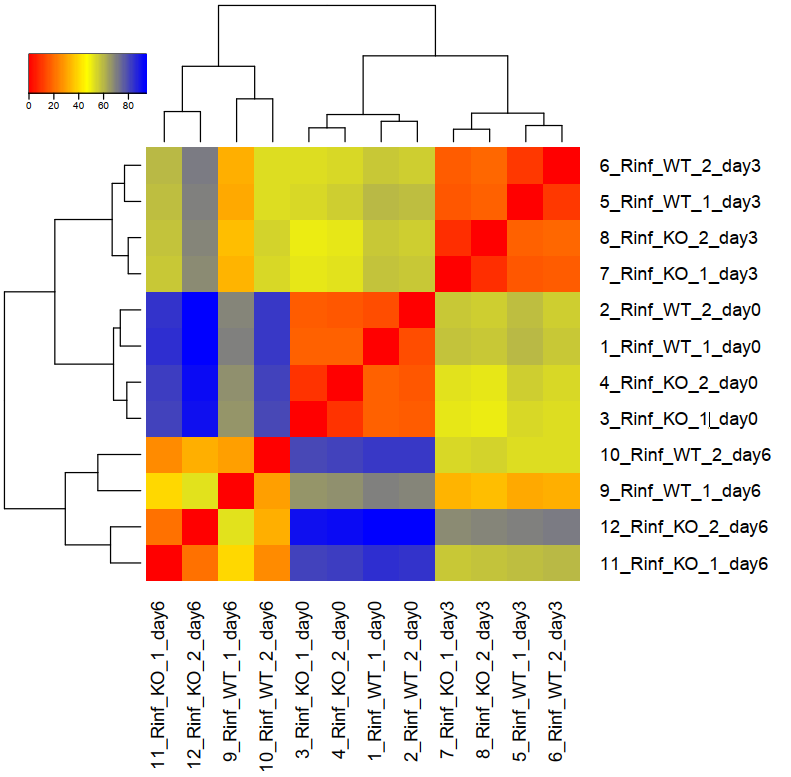 0 20 40 60 80
6_Rinf_WT_2_day3
5_Rinf_WT_1_day3
8_Rinf_KO_2_day3
7_Rinf_KO_1_day3
2_Rinf_WT_2_day0
1_Rinf_WT_1_day0
4_Rinf_KO_2_day0
3_Rinf_KO_1_day0
10_Rinf_WT_2_day6
9_Rinf_WT_1_day6
12_Rinf_KO_2_day6
11_Rinf_KO_1_day6
11_Rinf_KO_1_day6
12_Rinf_KO_2_day6
9_Rinf_WT_1_day6
10_Rinf_WT_2_day6
3_Rinf_KO_1_day0
4_Rinf_KO_2_day0
1_Rinf_WT_1_day0
2_Rinf_WT_2_day0
7_Rinf_KO_1_day3
8_Rinf_KO_2_day3
5_Rinf_WT_1_day3
6_Rinf_WT_2_day3